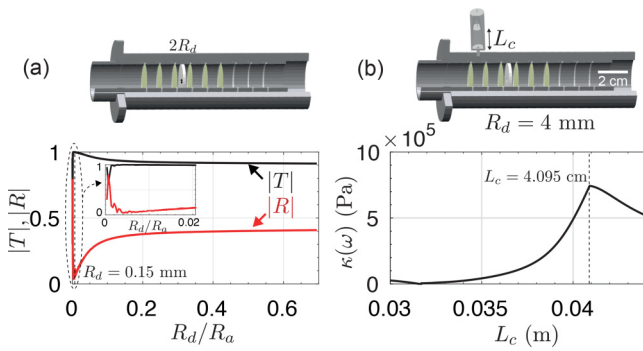 (a)
2R_d
1
0.5
0
|T|, |R|
1
0
0
0.02
R_d/R_a
|T|
|R|
R_d = 0.15 mm
0.0
0.2
0.4
0.6
R_d/R_a
(b)
L_c
2 cm
R_d = 4 mm
10 × 10^5
5
0
κ(ω) (Pa)
L_c = 4.095 cm
0.03
0.035
0.04
L_c (m)